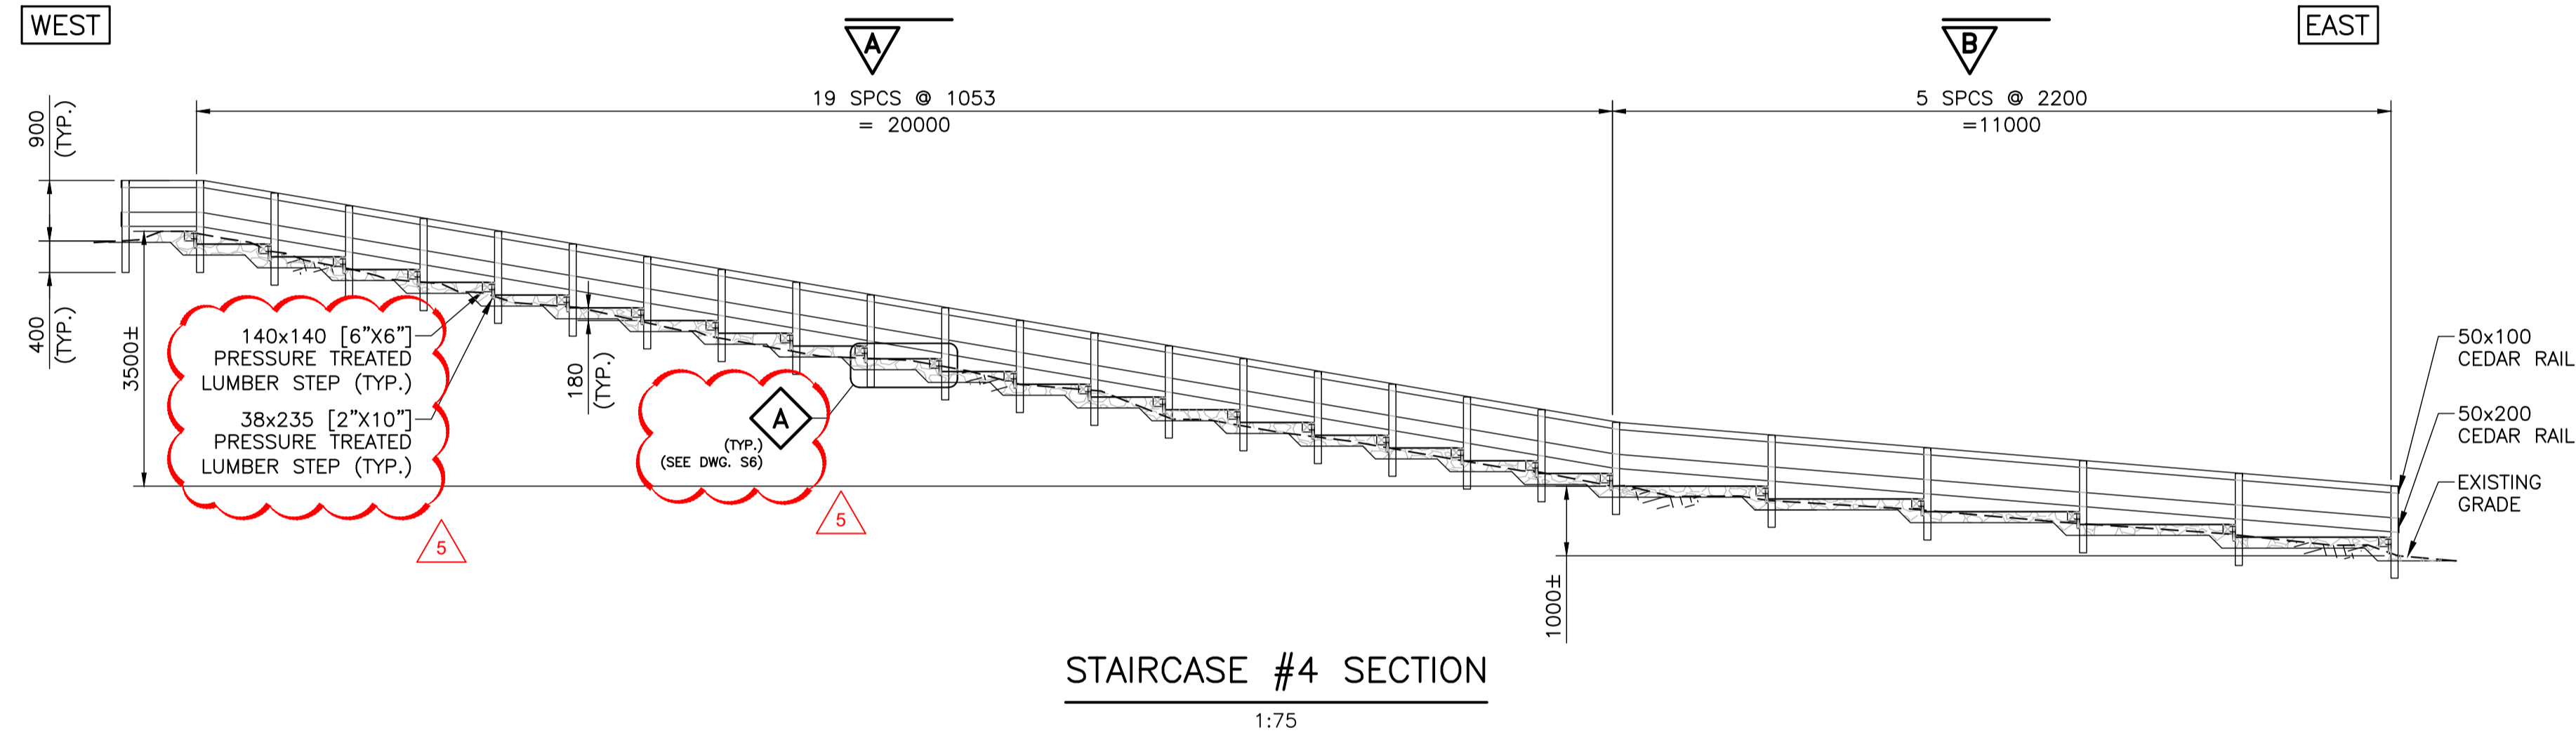 WEST
A
B
EAST
19 SPCS @ 1053
= 20000
5 SPCS @ 2200
=11000
900
(TYP.)
400
(TYP.)
3500±
140x140 [6”X6”]
PRESSURE TREATED
LUMBER STEP (TYP.)
38x235 [2”X10”]
PRESSURE TREATED
LUMBER STEP (TYP.)
5
180
(TYP.)
A
(TYP.)
(SEE DWG. S6)
5
1000±
50x100
CEDAR RAIL
50x200
CEDAR RAIL
EXISTING
GRADE
STAIRCASE #4 SECTION
1:75